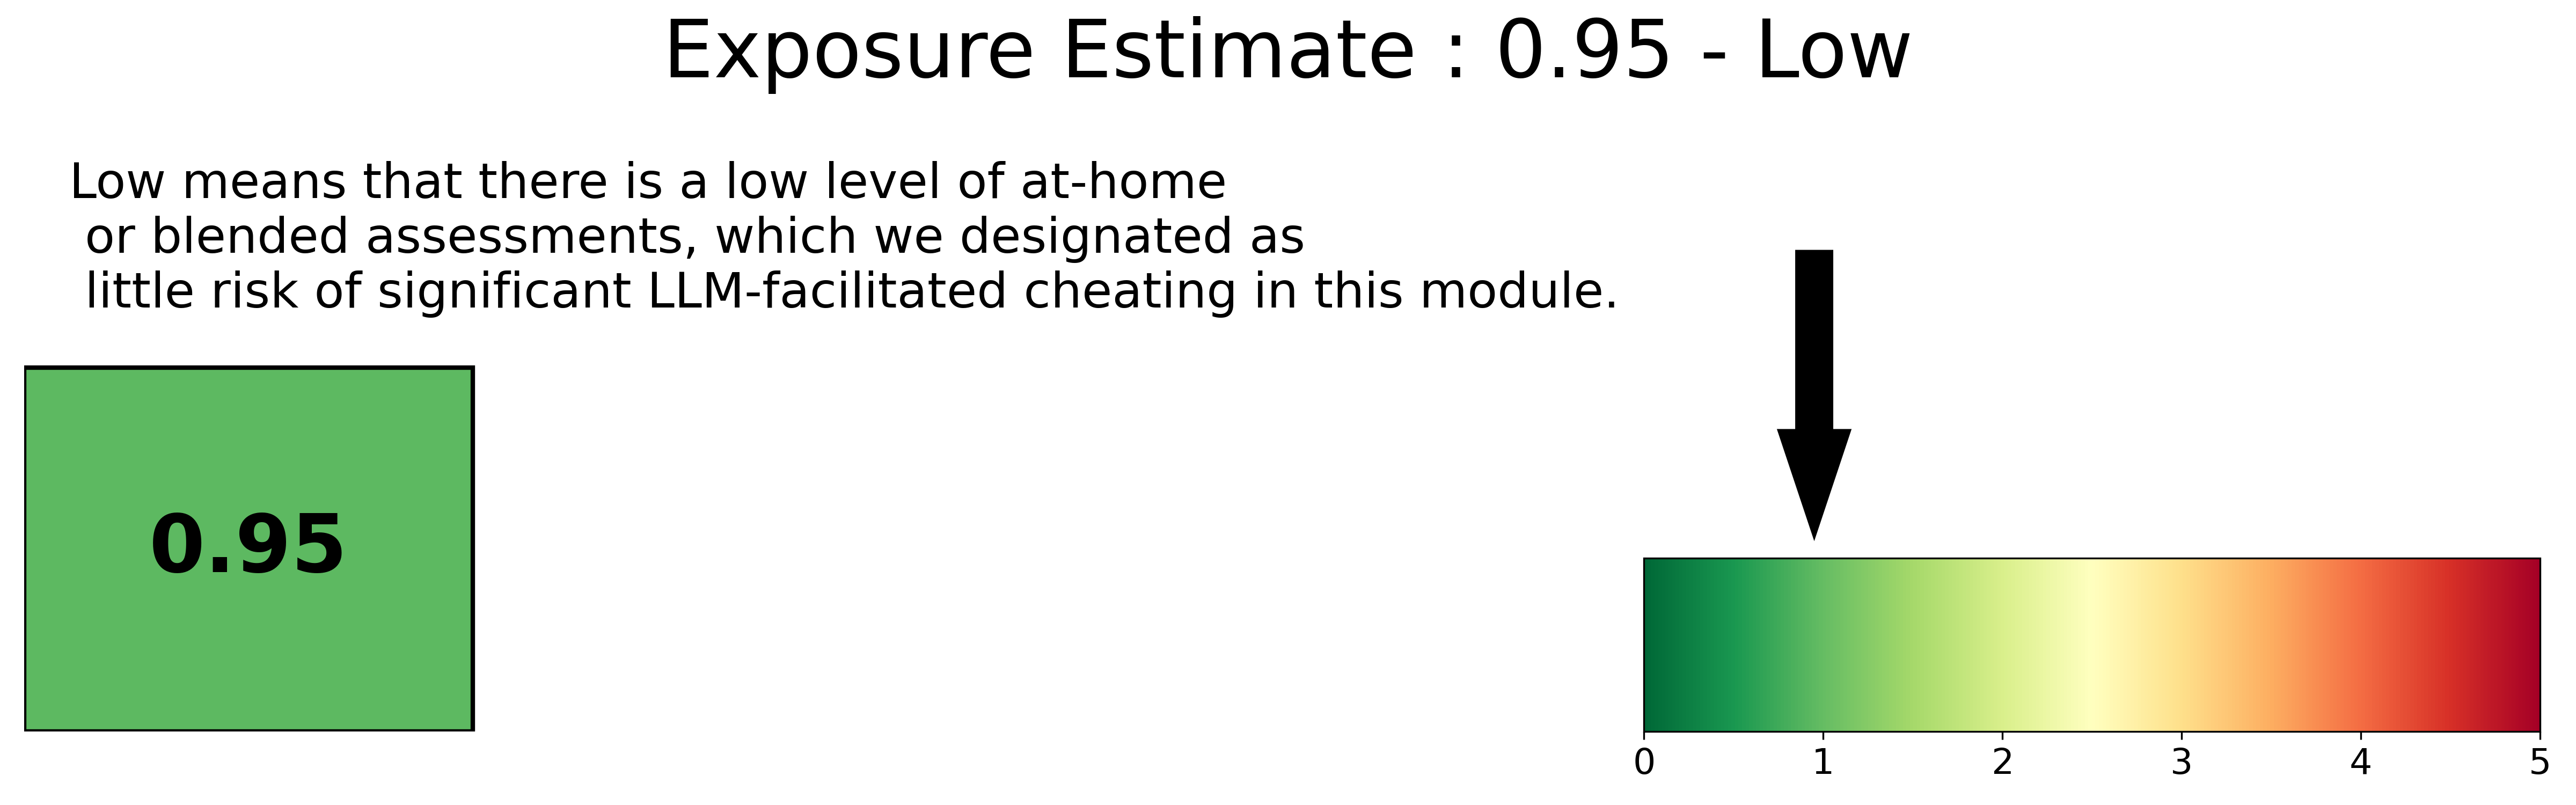 Exposure Estimate : 0.95 - Low
Low means that there is a low level of at-home
or blended assessments, which we designated as
little risk of significant LLM-facilitated cheating in this module.
0.95
0 1 2 3 4 5